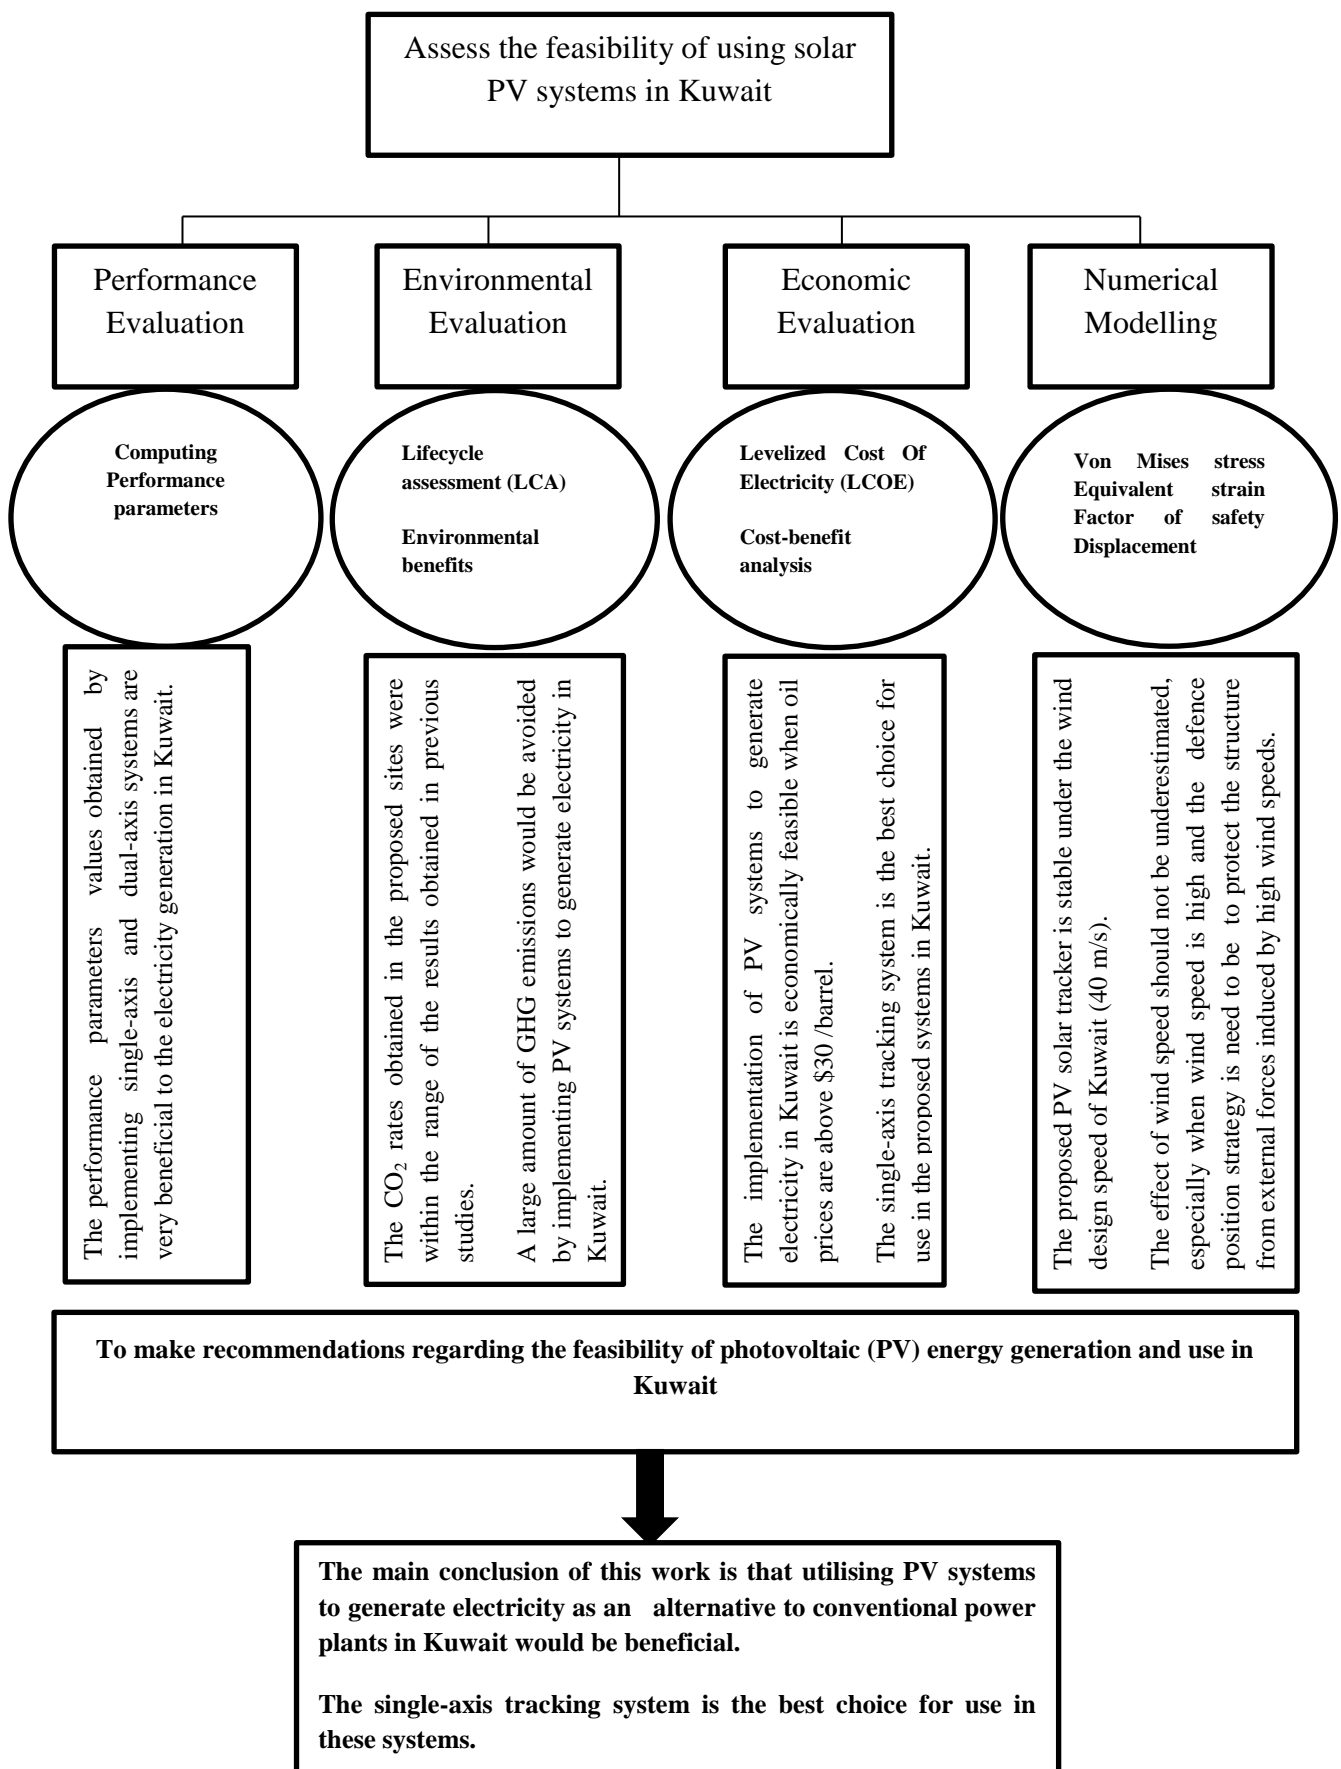 Assess the feasibility of using solar
PV systems in Kuwait
Performance
Evaluation
Environmental
Evaluation
Economic
Evaluation
Numerical
Modelling
Computing
Performance
parameters
Lifecycle
assessment (LCA)
Environmental
benefits
Levelized Cost Of
Electricity (LCOE)
Cost-benefit
analysis
Von Mises stress
Equivalent strain
Factor of safety
Displacement
The performance parameters values obtained by
implementing single-axis and dual-axis systems are
very beneficial to the electricity generation in Kuwait.
The CO₂ rates obtained in the proposed sites were
within the range of the results obtained in previous
studies.
A large amount of GHG emissions would be avoided
by implementing PV systems to generate electricity in
Kuwait.
The implementation of PV systems to generate
electricity in Kuwait is economically feasible when oil
prices are above $30 /barrel.
The single-axis tracking system is the best choice for
use in the proposed systems in Kuwait.
The proposed PV solar tracker is stable under the wind
design speed of Kuwait (40 m/s).
The effect of wind speed should not be underestimated,
especially when wind speed is high and the defence
position strategy is need to be to protect the structure
from external forces induced by high wind speeds.
To make recommendations regarding the feasibility of photovoltaic (PV) energy generation and use in
Kuwait
The main conclusion of this work is that utilising PV systems
to generate electricity as an alternative to conventional power
plants in Kuwait would be beneficial.
The single-axis tracking system is the best choice for use in
these systems.